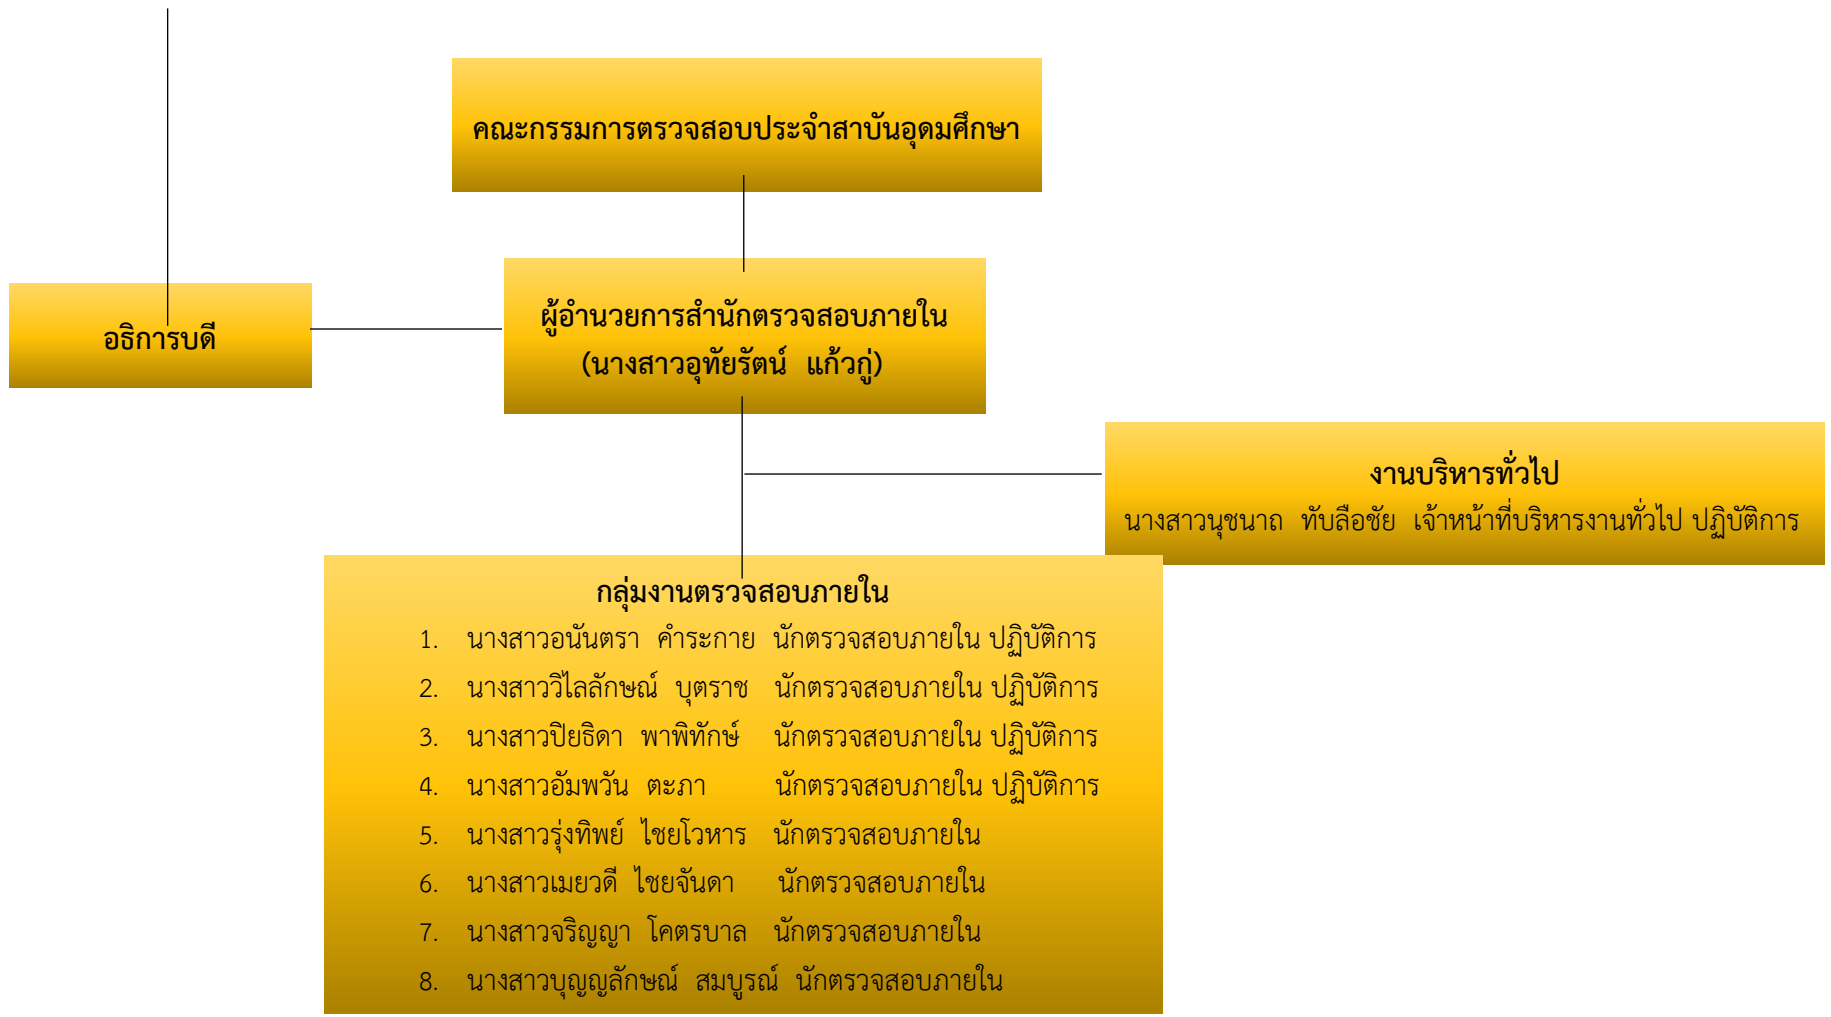 คณะกรรมการตรวจสอบประจำสาบันอุดมศึกษา
อธิการบดี
ผู้อำนวยการสำนักตรวจสอบภายใน
(นางสาวอุทัยรัตน์ แก้วกู่)
งานบริหารทั่วไป
นางสาวนุชนาถ ทับลือชัย เจ้าหน้าที่บริหารงานทั่วไป ปฏิบัติการ
กลุ่มงานตรวจสอบภายใน
1. นางสาวอนันตรา คำระกาย นักตรวจสอบภายใน ปฏิบัติการ
2. นางสาววิไลลักษณ์ บุตราช นักตรวจสอบภายใน ปฏิบัติการ
3. นางสาวปิยธิดา พาพิทักษ์ นักตรวจสอบภายใน ปฏิบัติการ
4. นางสาวอัมพวัน ตะภา นักตรวจสอบภายใน ปฏิบัติการ
5. นางสาวรุ่งทิพย์ ไชยโวหาร นักตรวจสอบภายใน
6. นางสาวเมยวดี ไชยจันดา นักตรวจสอบภายใน
7. นางสาวจริญญา โคตรบาล นักตรวจสอบภายใน
8. นางสาวบุญญลักษณ์ สมบูรณ์ นักตรวจสอบภายใน